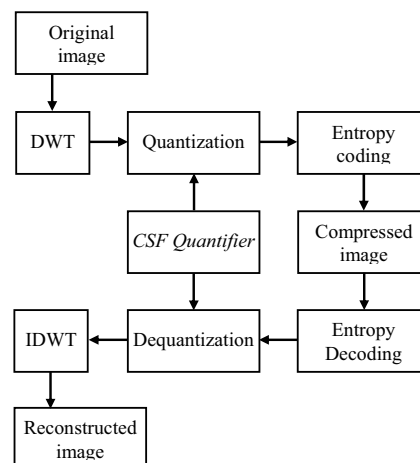 Original
image
DWT
Quantization
Entropy
coding
CSF Quantifier
Compressed
image
IDWT
Dequantization
Entropy
Decoding
Reconstructed
image